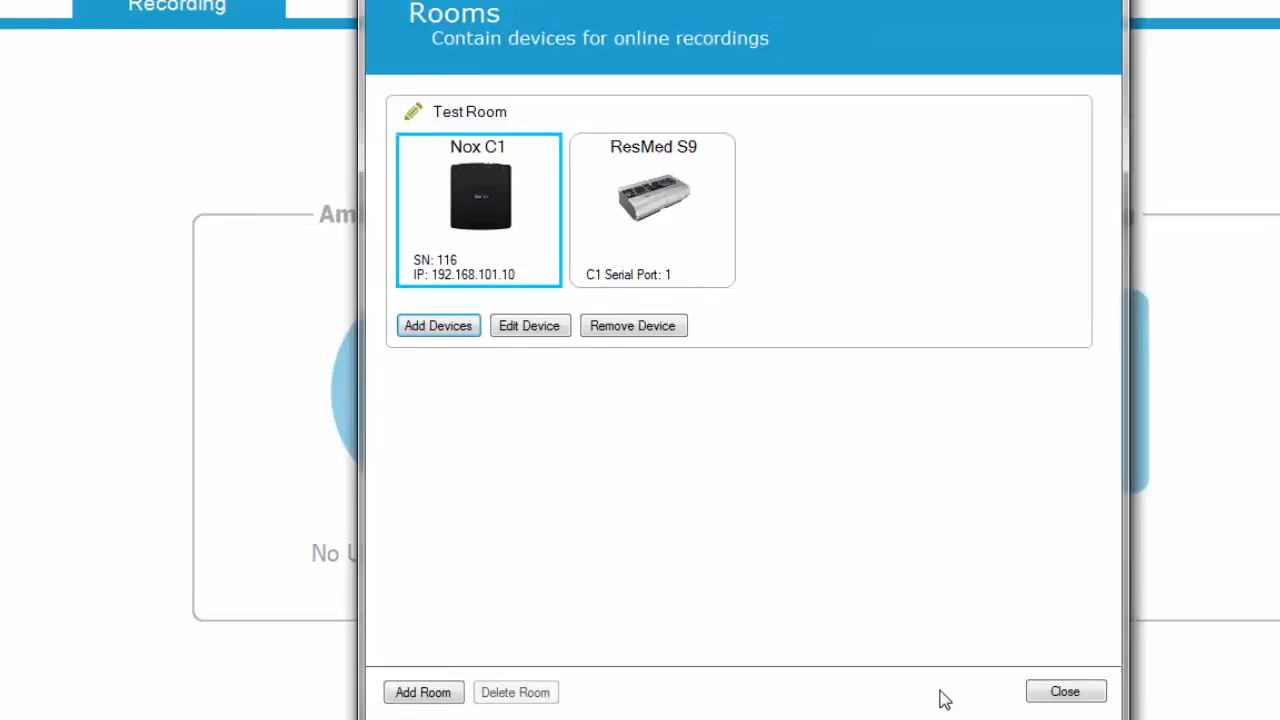 Recording
Rooms
Contain devices for online recordings
Test Room
Nox C1
ResMed S9
SN: 116
IP: 192.168.101.10
C1 Serial Port: 1
Add Devices
Edit Device
Remove Device
No
Add Room
Delete Room
Close